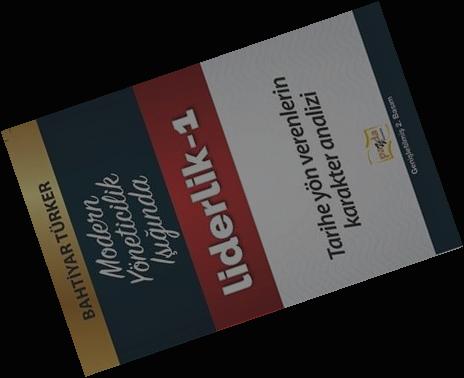 BAHTİYAR TÜRKER
Modern
Yöneticilik
Işığında
liderlik-1
Tarihe yön verenlerin
karakter analizi
Genişletilmiş 2. Basım